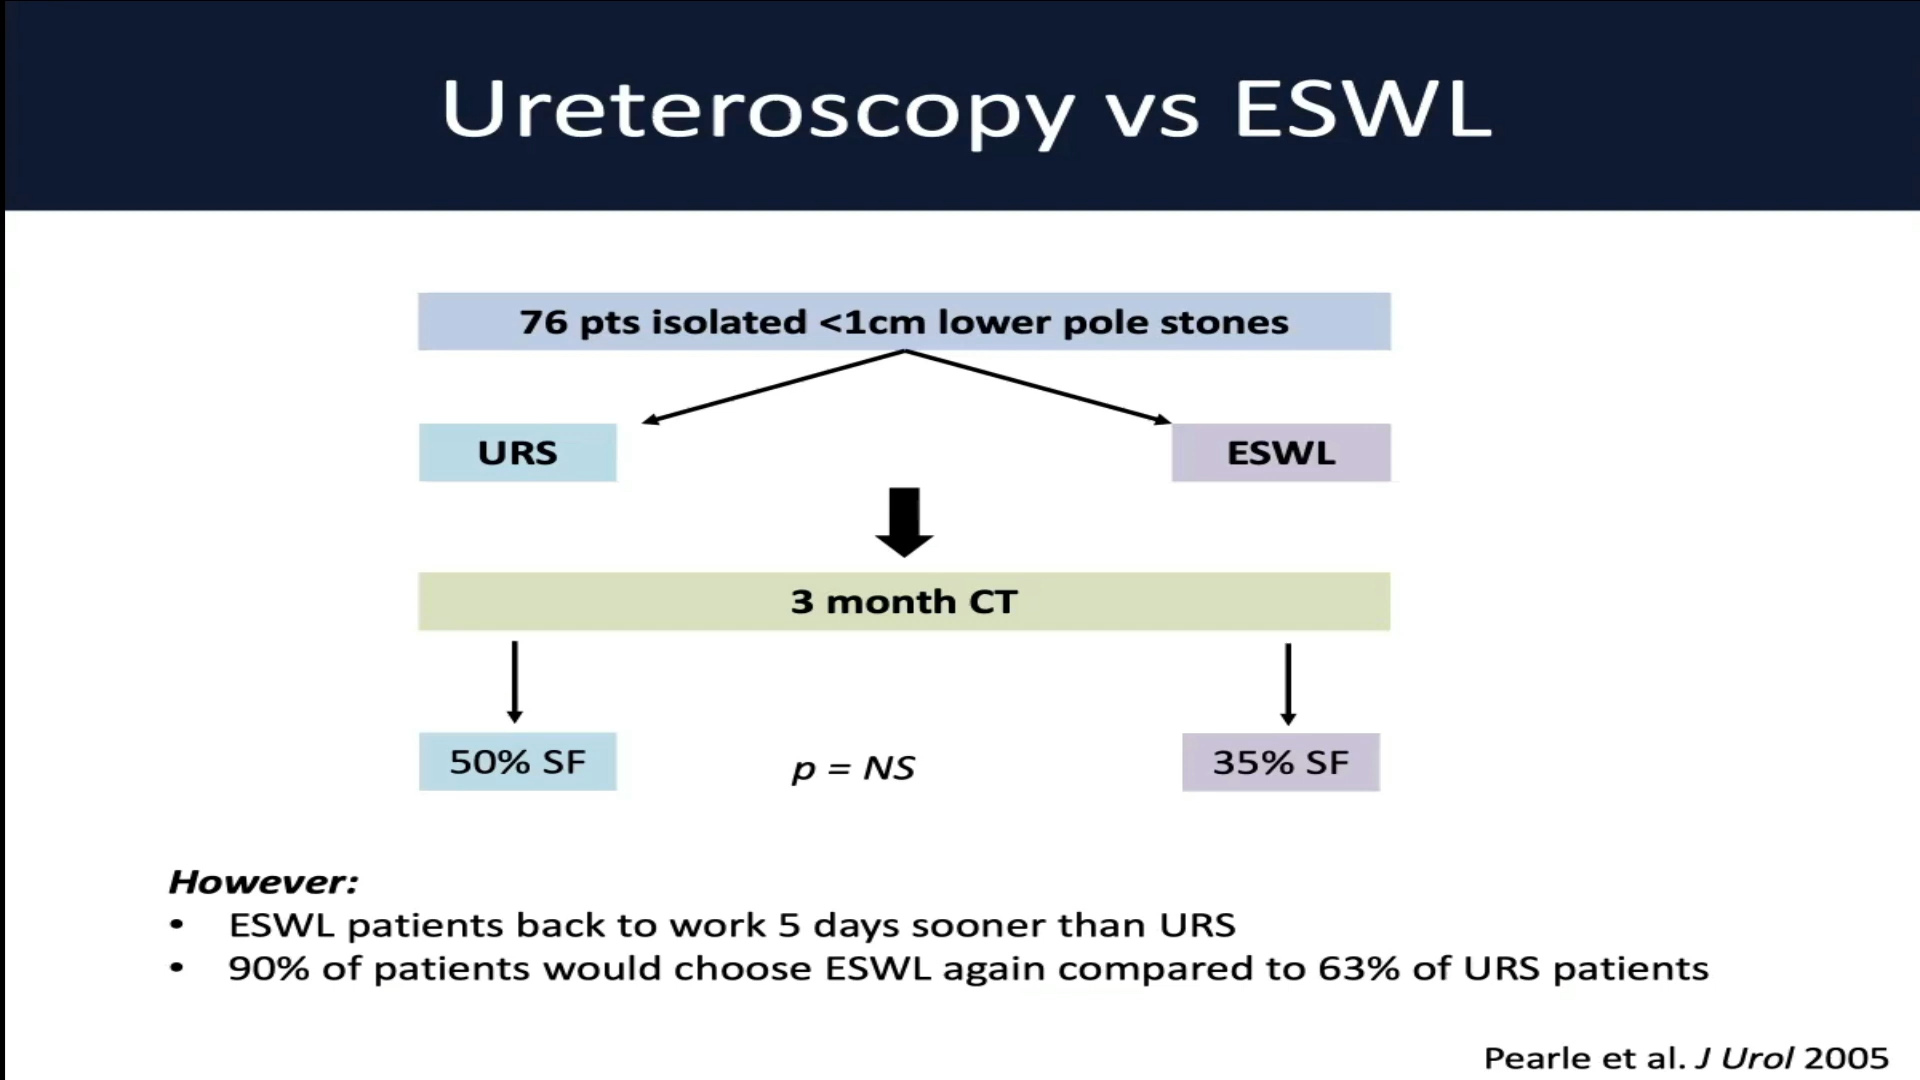 Ureteroscopy vs ESWL
76 pts isolated <1cm lower pole stones
URS
ESWL
3 month CT
50% SF
p = NS
35% SF
However:
• ESWL patients back to work 5 days sooner than URS
• 90% of patients would choose ESWL again compared to 63% of URS patients
Pearle et al. J Urol 2005